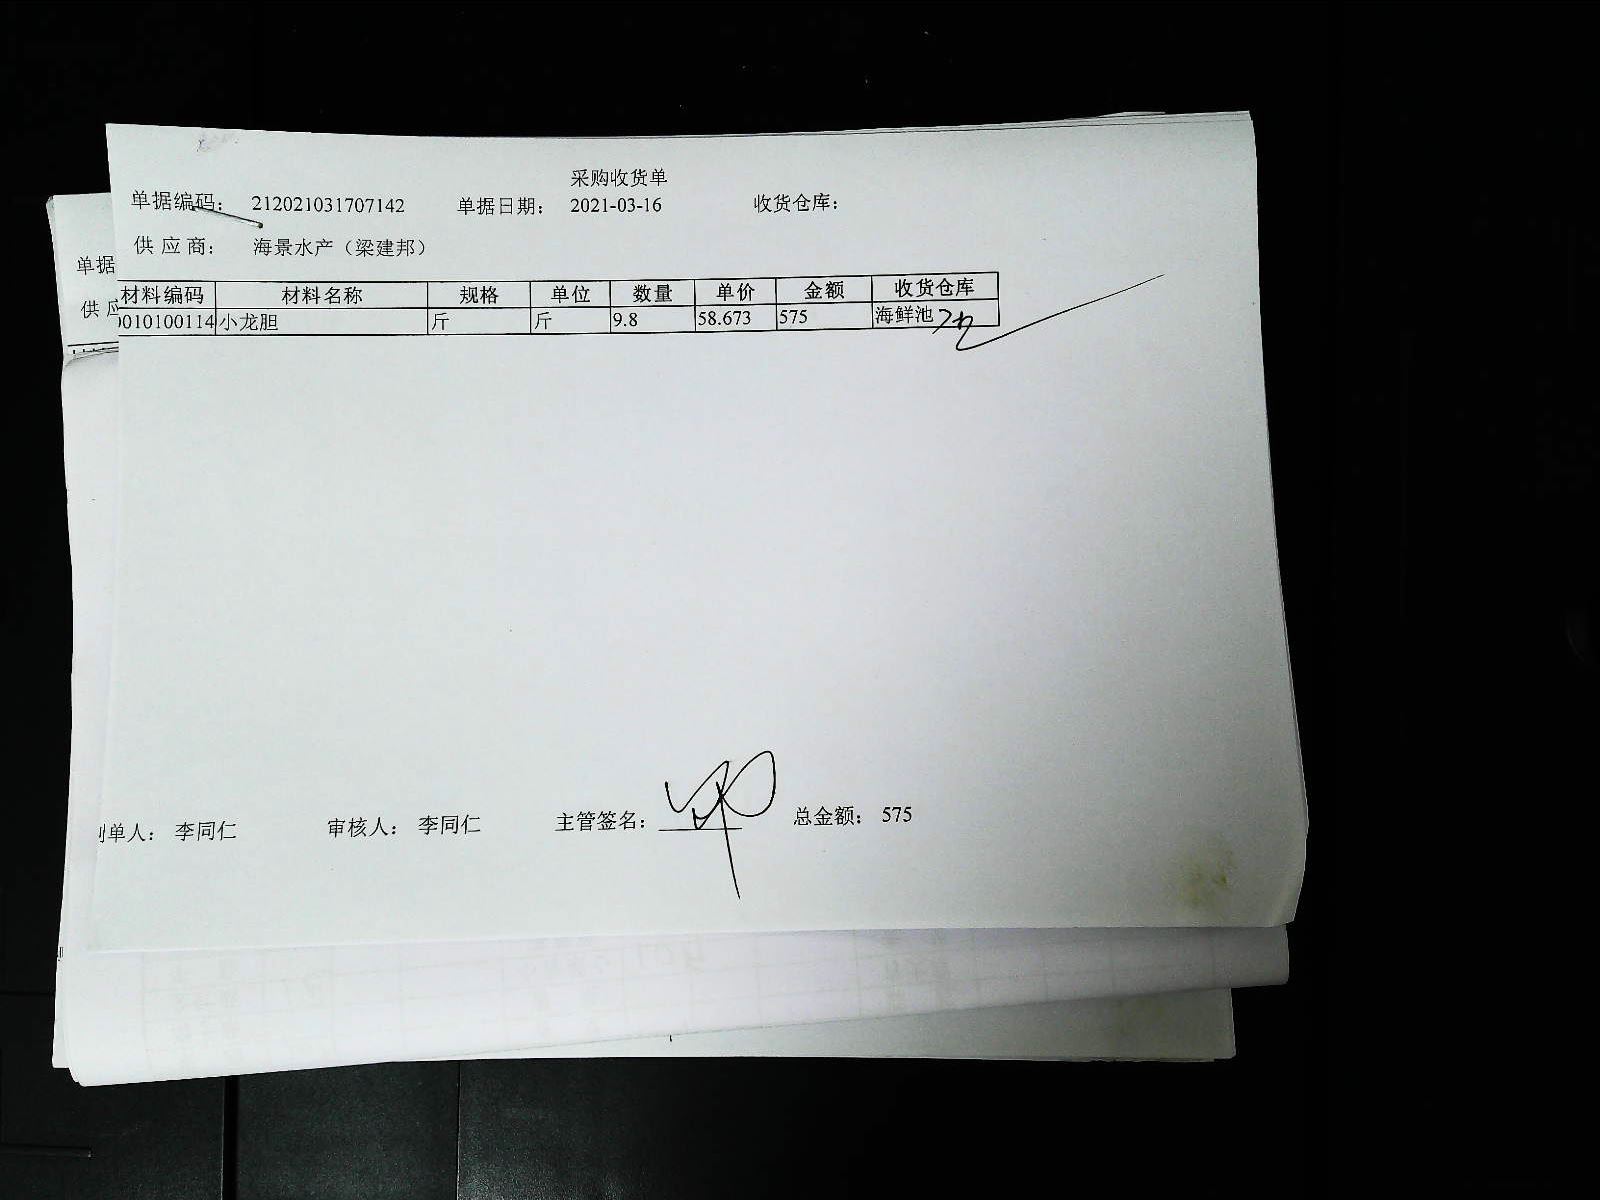 采购收货单
单据编码： 212021031707142 单据日期： 2021-03-16 收货仓库：
供应商： 海景水产（梁建邦）
单据
供应
材料编码 材料名称 规格 单位 数量 单价 金额 收货仓库
0010100114 小龙胆 斤 斤 9.8 58.673 575 海鲜池
制单人： 李同仁 审核人： 李同仁 主管签名： 总金额： 575